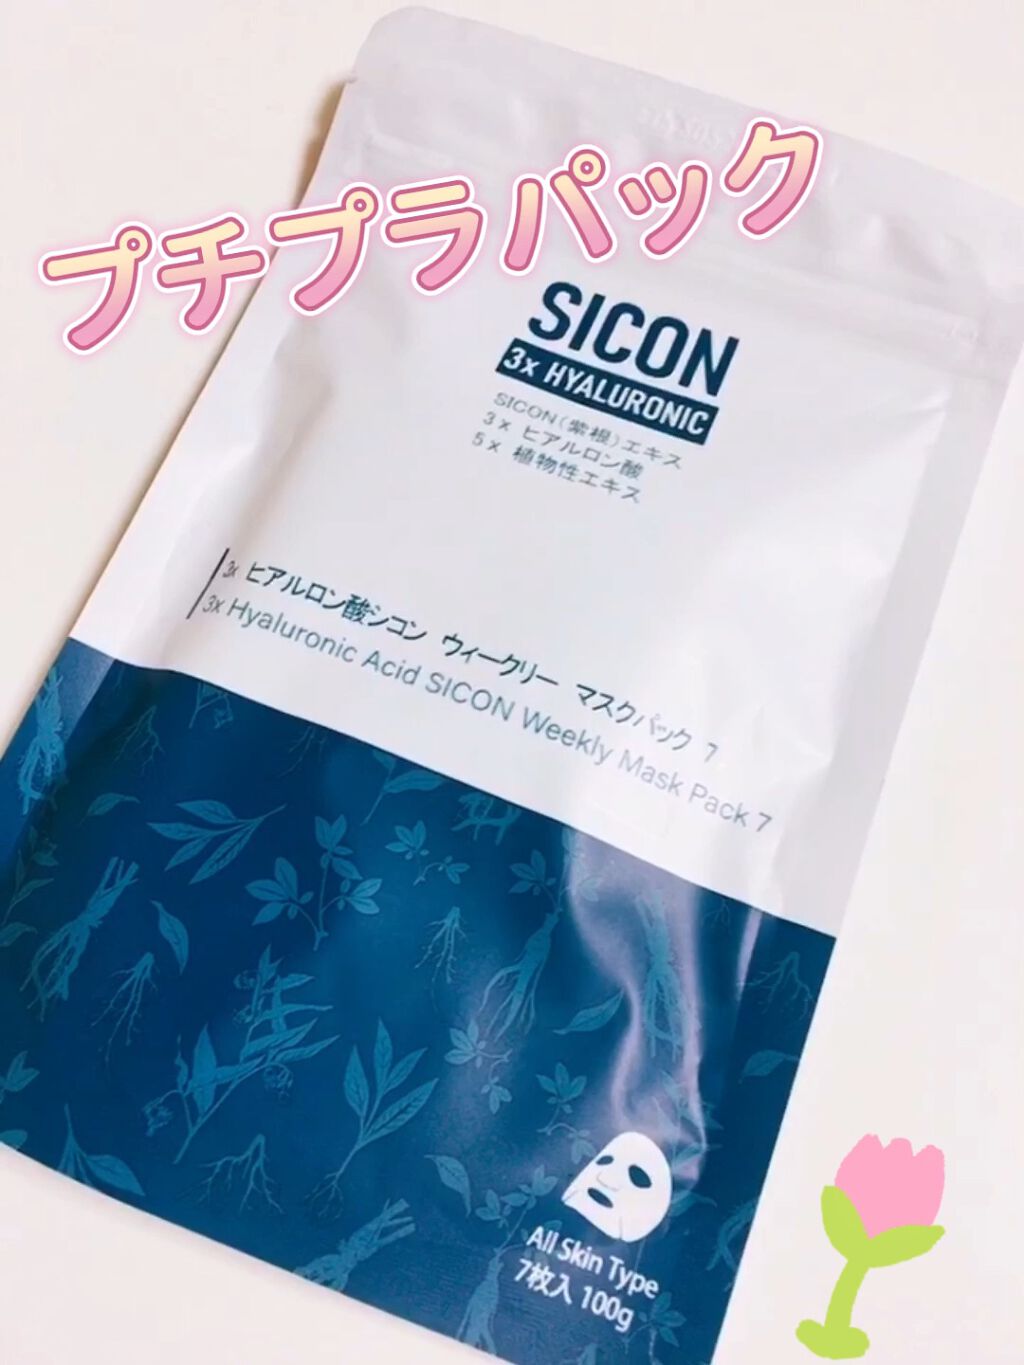 プチプラパック
SICON
3x HYALURONIC
SICON(紫根)エキス
3x ヒアルロン酸
5x 植物性エキス
3x ヒアルロン酸シコン ウィークリー マスクパック 7
3x Hyaluronic Acid SICON Weekly Mask Pack 7
All Skin Type
7枚入 100g